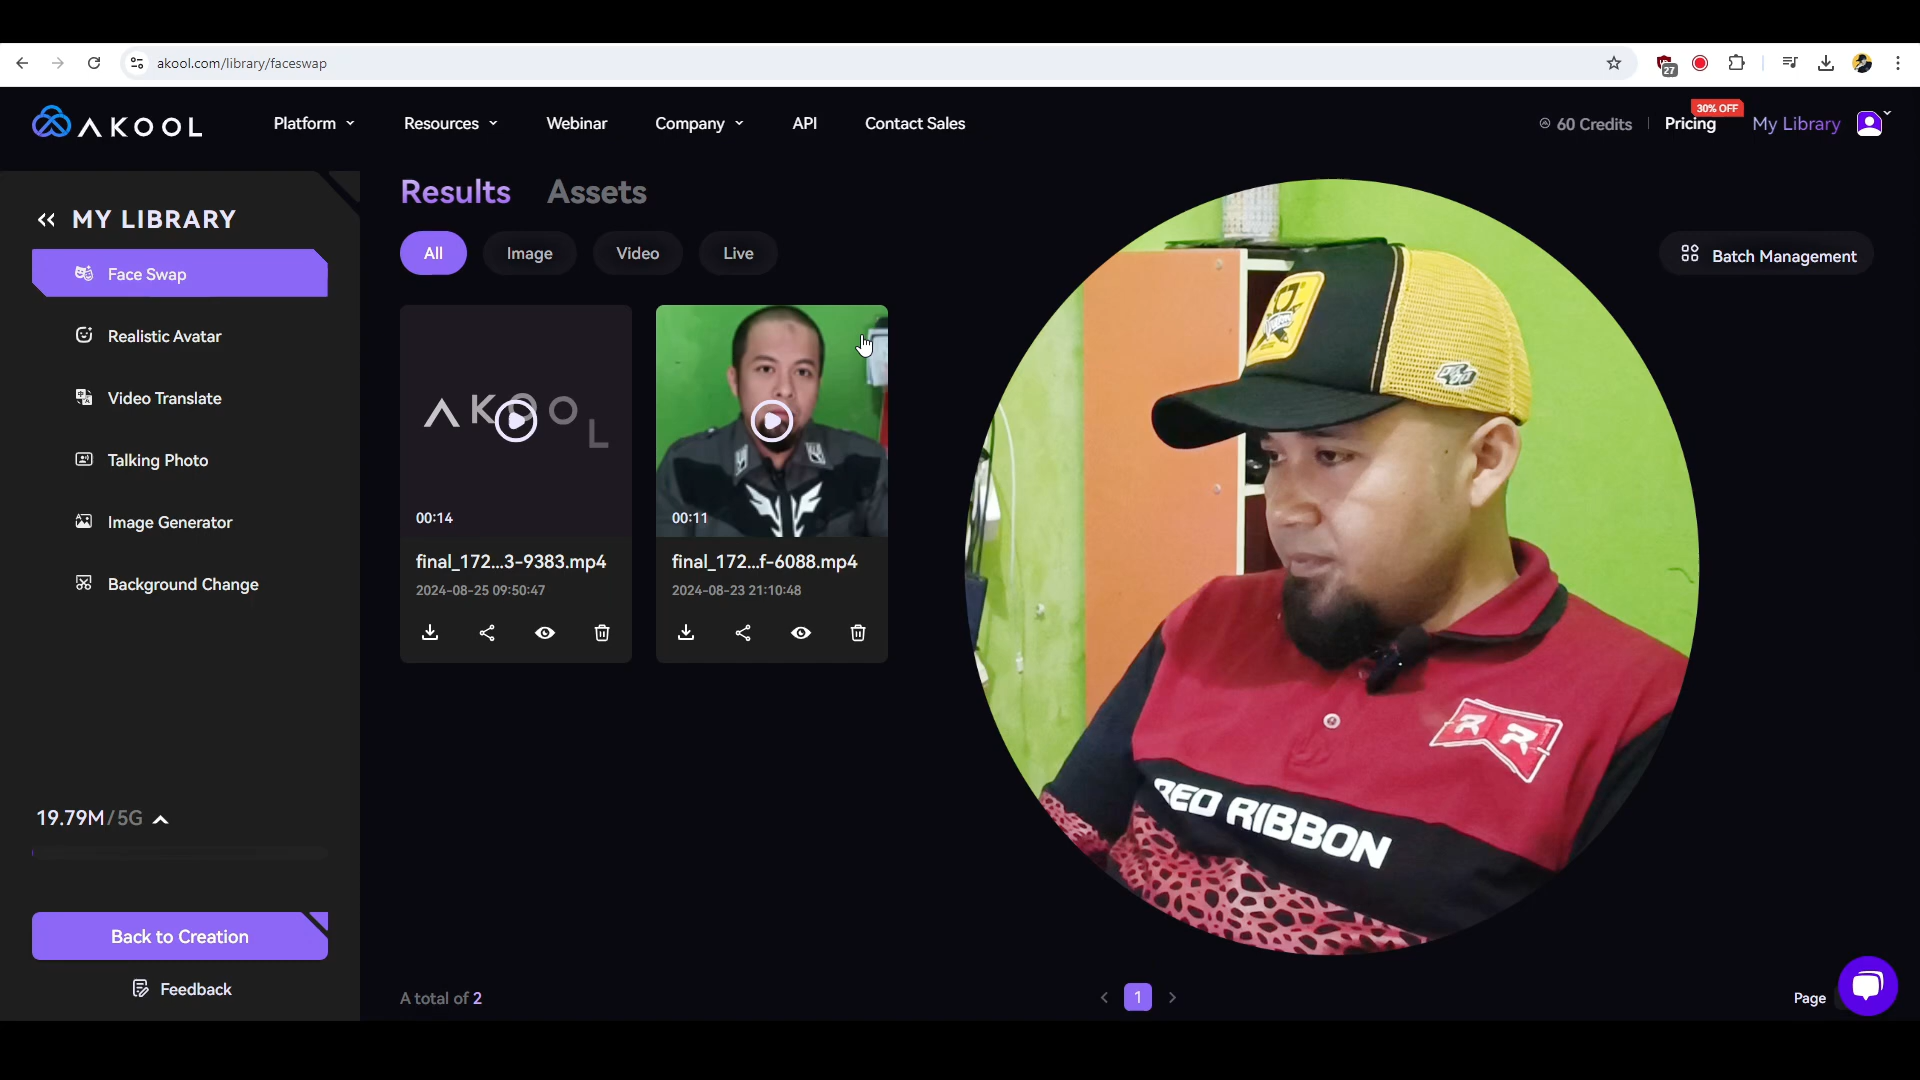 akool.com/library/faceswap
27
AKOOL
Platform
Resources
Webinar
Company
API
Contact Sales
60 Credits
30% OFF
Pricing
My Library
MY LIBRARY
Face Swap
Realistic Avatar
Video Translate
Talking Photo
Image Generator
Background Change
19.79M/5G
Back to Creation
Feedback
Results
Assets
All
Image
Video
Live
Batch Management
AKOOL
00:14
final_172...3-9383.mp4
2024-08-25 09:50:47
00:11
final_172...f-6088.mp4
2024-08-23 21:10:48
RR
RED RIBBON
A total of 2
1
Page